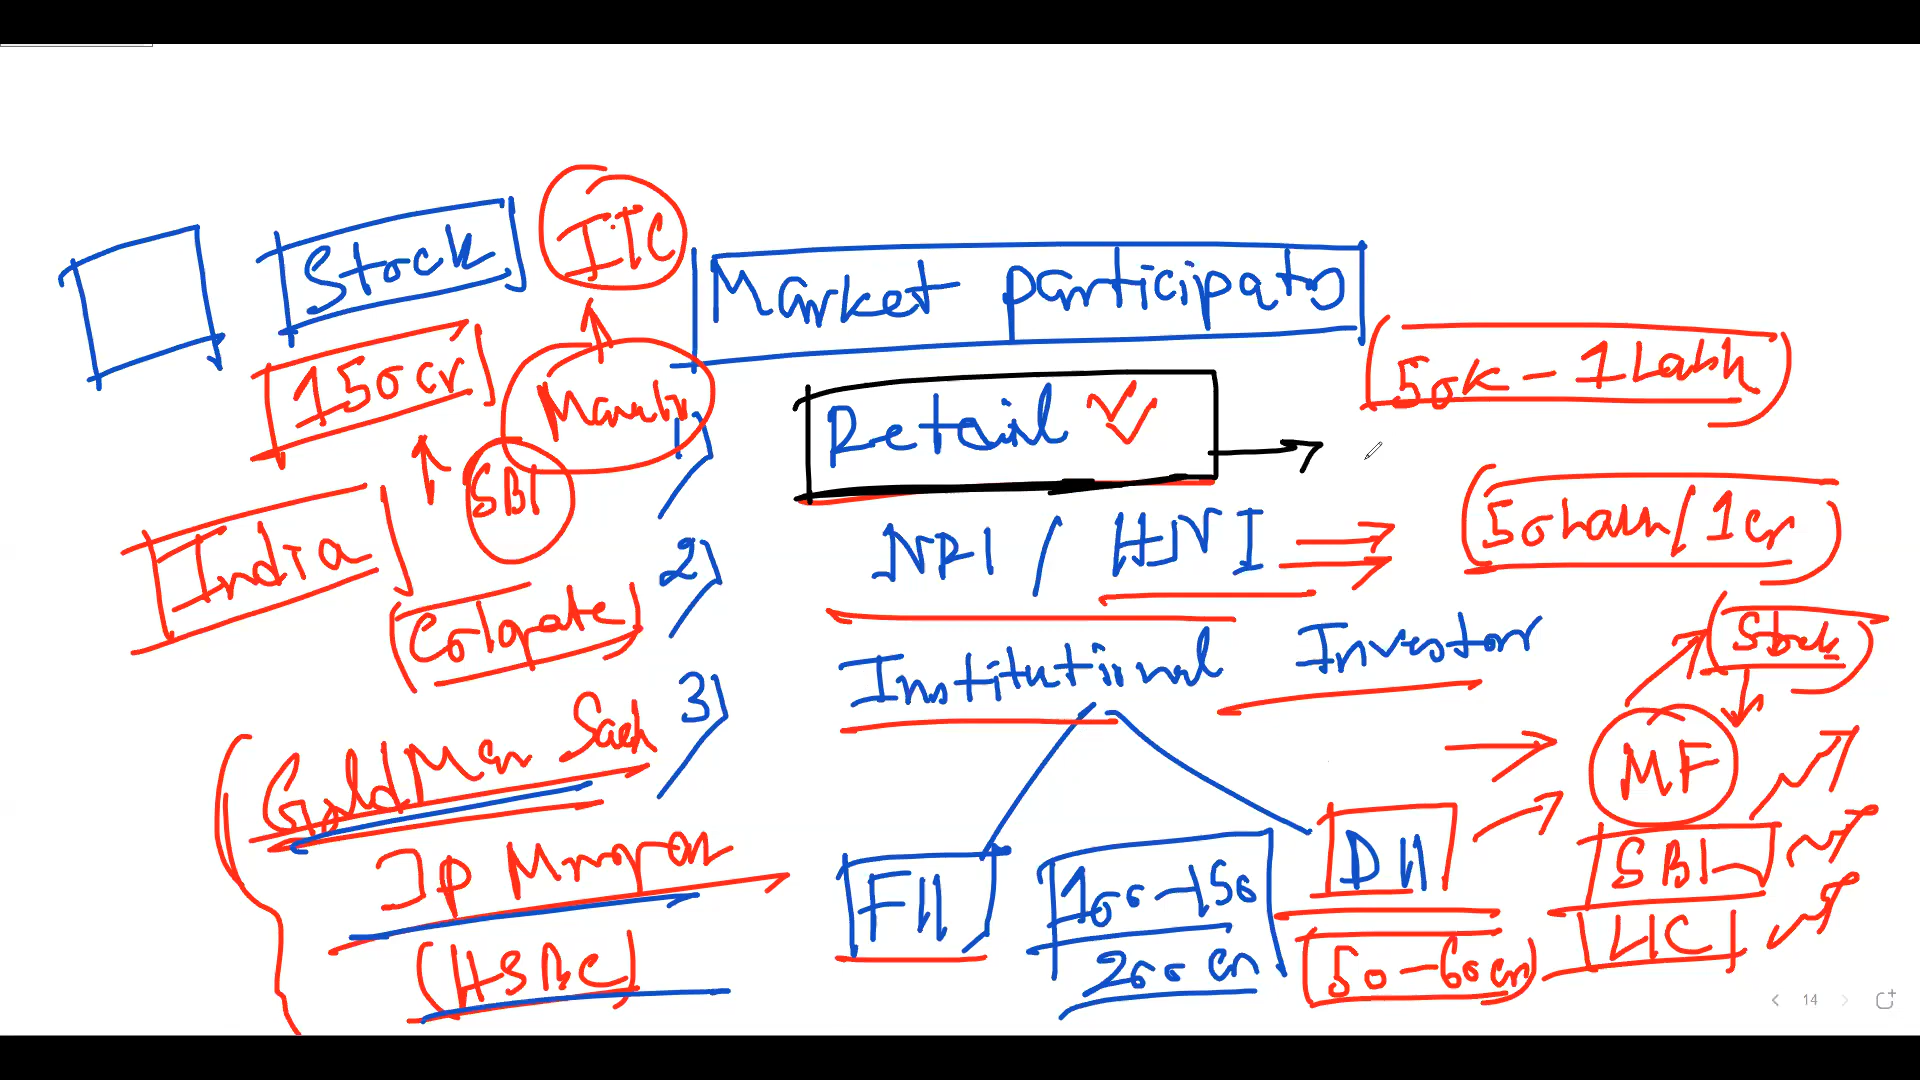 Stock
ITC
Market participats
150 cr
Maruti
50K - 1 Lakh
1)
Retail
SBI
India
2)
NRI / HNI
50 Lakh / 1 cr
Colgate
3)
Institutional Investor
Stock
GoldMan Sach
MF
Jp Morgan
FII
100-150
200 cr
DII
SBI
(HSBC)
50-60 cr)
LIC
14